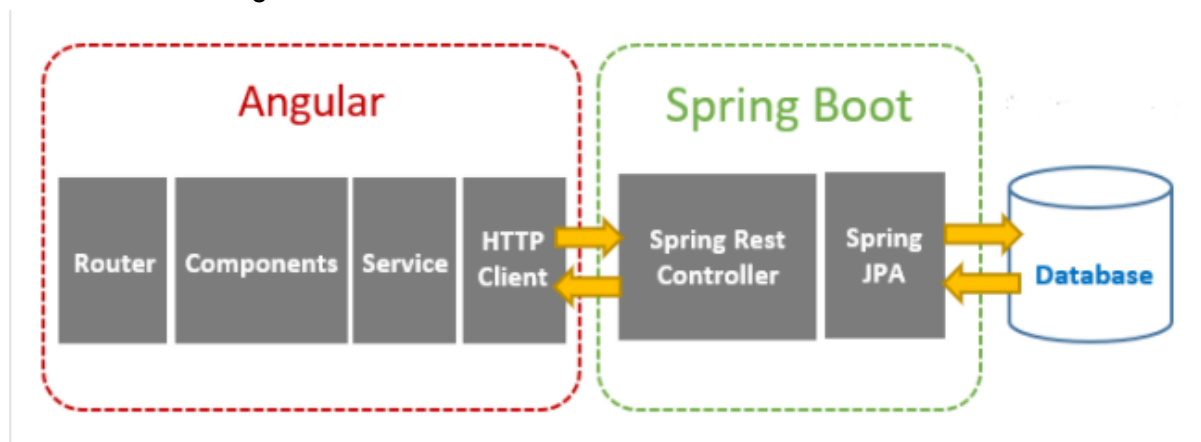 Angular
Spring Boot
Router
Components
Service
HTTP
Client
Spring Rest
Controller
Spring
JPA
Database